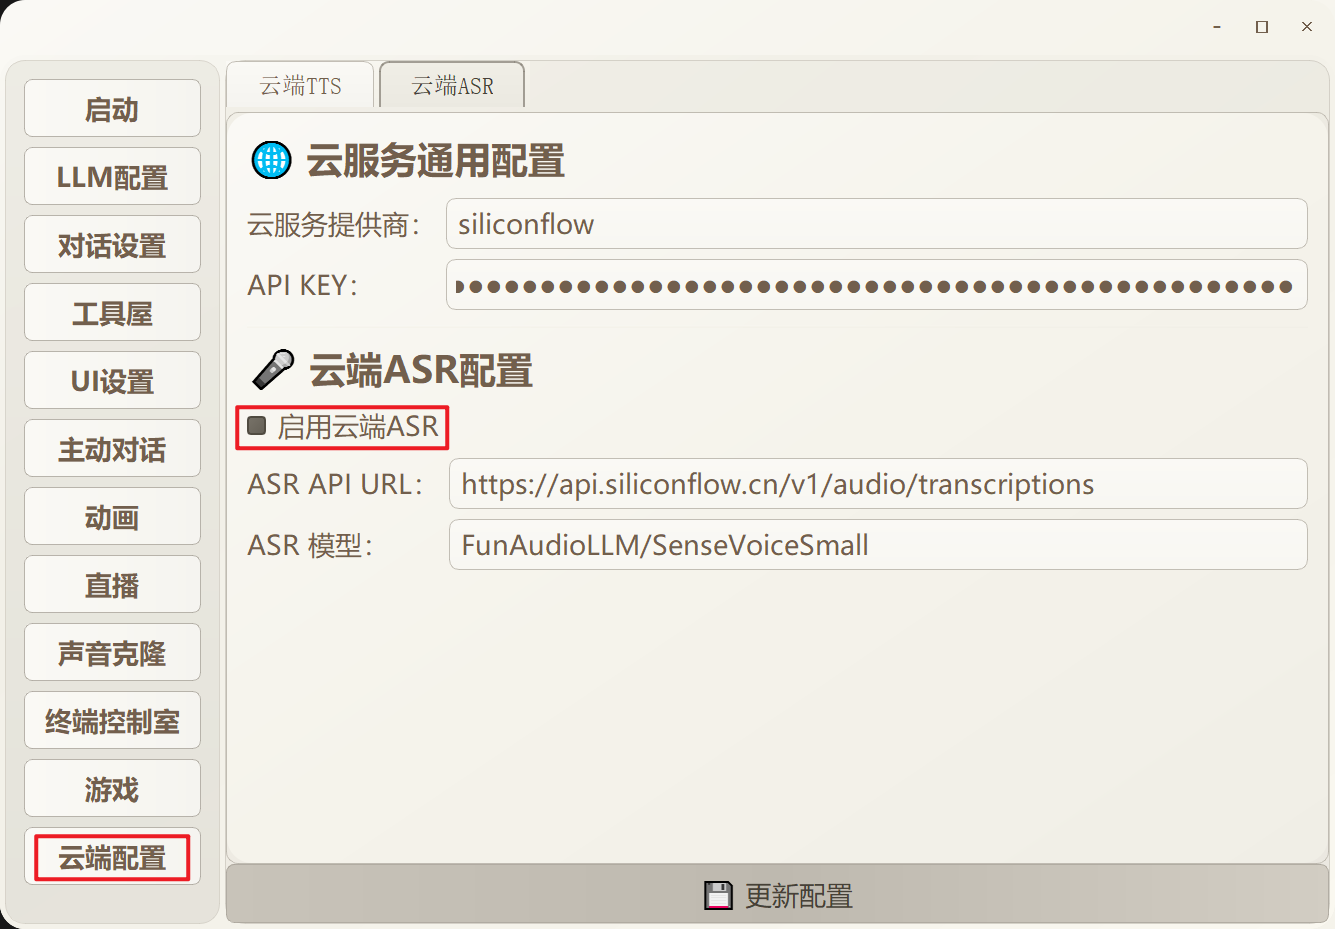 云端TTS
云端ASR
启动
LLM配置
对话设置
工具屋
UI设置
主动对话
动画
直播
声音克隆
终端控制室
游戏
云端配置
云服务通用配置
云服务提供商：
siliconflow
API KEY：
云端ASR配置
启用云端ASR
ASR API URL：
https://api.siliconflow.cn/v1/audio/transcriptions
ASR 模型：
FunAudioLLM/SenseVoiceSmall
更新配置